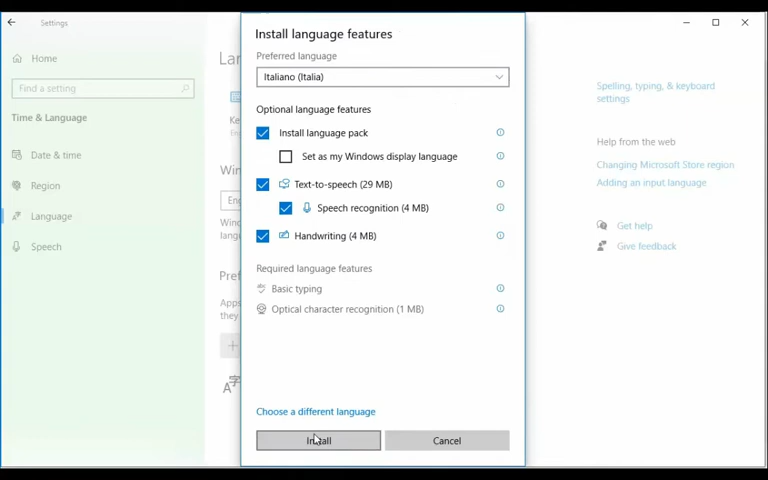 Settings
Home
Find a setting
Time & Language
Date & time
Region
Language
Speech
Install language features
Preferred language
Italiano (Italia)
Optional language features
Install language pack
Set as my Windows display language
Text-to-speech (29 MB)
Speech recognition (4 MB)
Handwriting (4 MB)
Required language features
Basic typing
Optical character recognition (1 MB)
Choose a different language
Install
Cancel
Spelling, typing, & keyboard
settings
Help from the web
Changing Microsoft Store region
Adding an input language
Get help
Give feedback